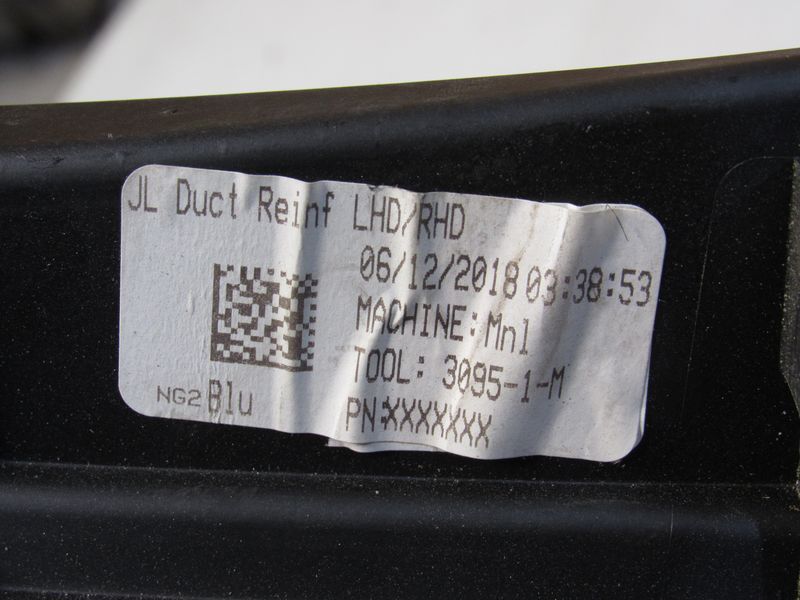 JL Duct Reinf LHD/RHD
06/12/2018 03:38:53
MACHINE: Mnl
TOOL: 3095-1-M
NG2 Blu
PN:XXXXXXX